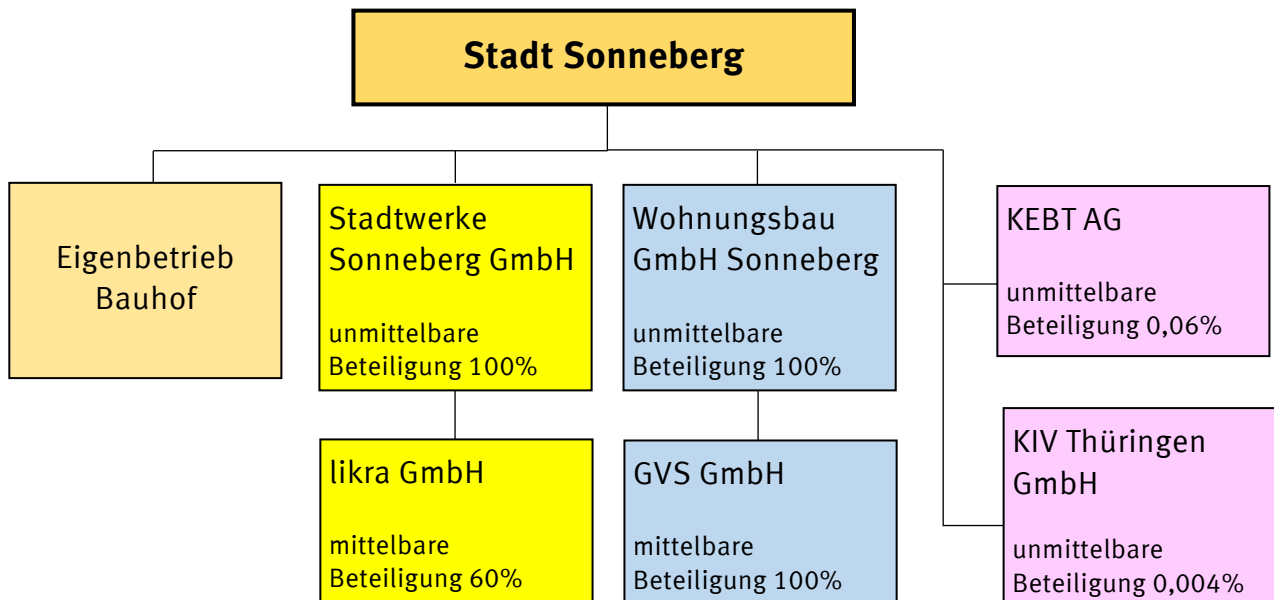 Stadt Sonneberg
Eigenbetrieb
Bauhof
Stadtwerke
Sonneberg GmbH
unmittelbare
Beteiligung 100%
likra GmbH
mittelbare
Beteiligung 60%
Wohnungsbau
GmbH Sonneberg
unmittelbare
Beteiligung 100%
GVS GmbH
mittelbare
Beteiligung 100%
KEBT AG
unmittelbare
Beteiligung 0,06%
KIV Thüringen
GmbH
unmittelbare
Beteiligung 0,004%